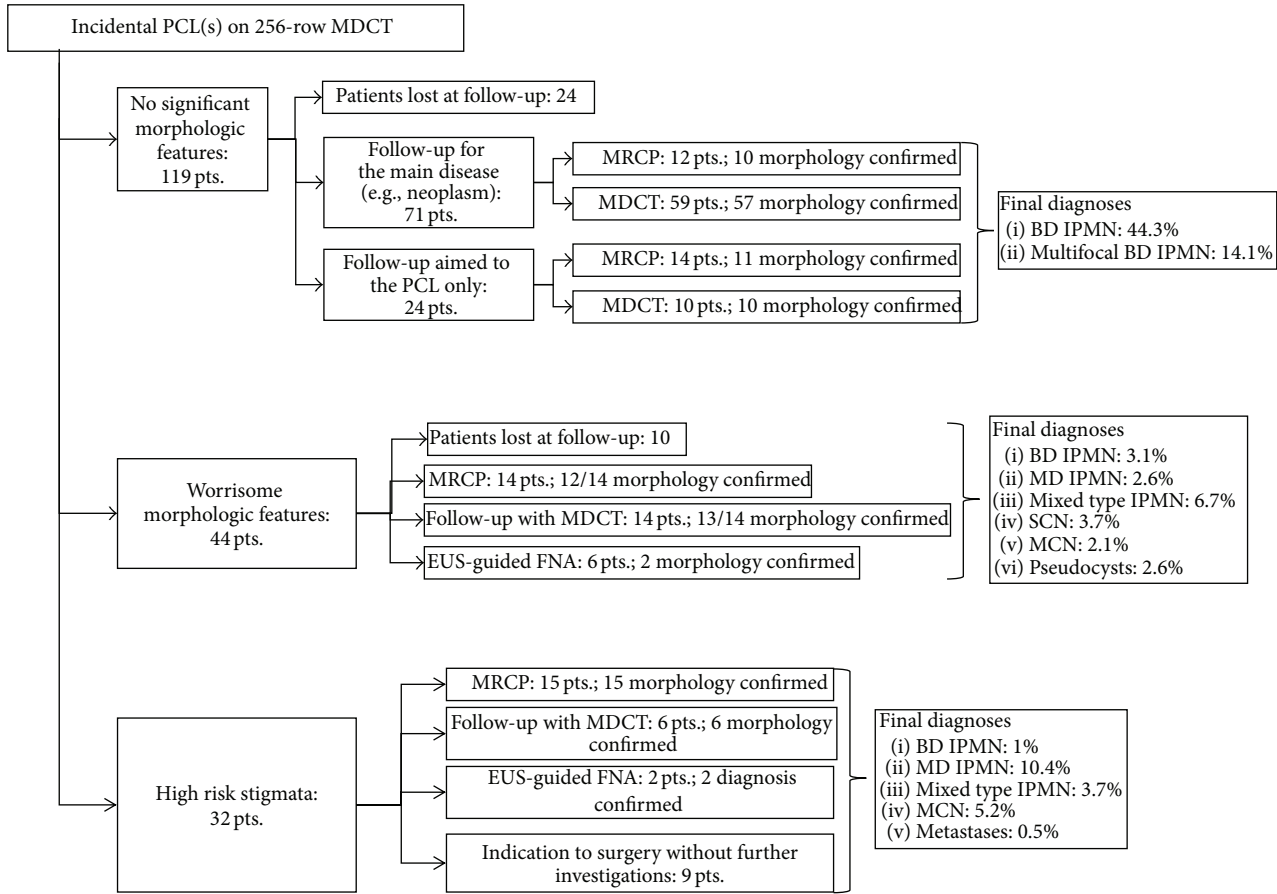 Incidental PCL(s) on 256-row MDCT
No significant
morphologic
features:
119 pts.
Patients lost at follow-up: 24
Follow-up for
the main disease
(e.g., neoplasm):
71 pts.
MRCP: 12 pts.; 10 morphology confirmed
MDCT: 59 pts.; 57 morphology confirmed
Follow-up aimed to
the PCL only:
24 pts.
MRCP: 14 pts.; 11 morphology confirmed
MDCT: 10 pts.; 10 morphology confirmed
Final diagnoses
(i) BD IPMN: 44.3%
(ii) Multifocal BD IPMN: 14.1%
Worrisome
morphologic features:
44 pts.
Patients lost at follow-up: 10
MRCP: 14 pts.; 12/14 morphology confirmed
Follow-up with MDCT: 14 pts.; 13/14 morphology confirmed
EUS-guided FNA: 6 pts.; 2 morphology confirmed
Final diagnoses
(i) BD IPMN: 3.1%
(ii) MD IPMN: 2.6%
(iii) Mixed type IPMN: 6.7%
(iv) SCN: 3.7%
(v) MCN: 2.1%
(vi) Pseudocysts: 2.6%
High risk stigmata:
32 pts.
MRCP: 15 pts.; 15 morphology confirmed
Follow-up with MDCT: 6 pts.; 6 morphology
confirmed
EUS-guided FNA: 2 pts.; 2 diagnosis
confirmed
Indication to surgery without further
investigations: 9 pts.
Final diagnoses
(i) BD IPMN: 1%
(ii) MD IPMN: 10.4%
(iii) Mixed type IPMN: 3.7%
(iv) MCN: 5.2%
(v) Metastases: 0.5%